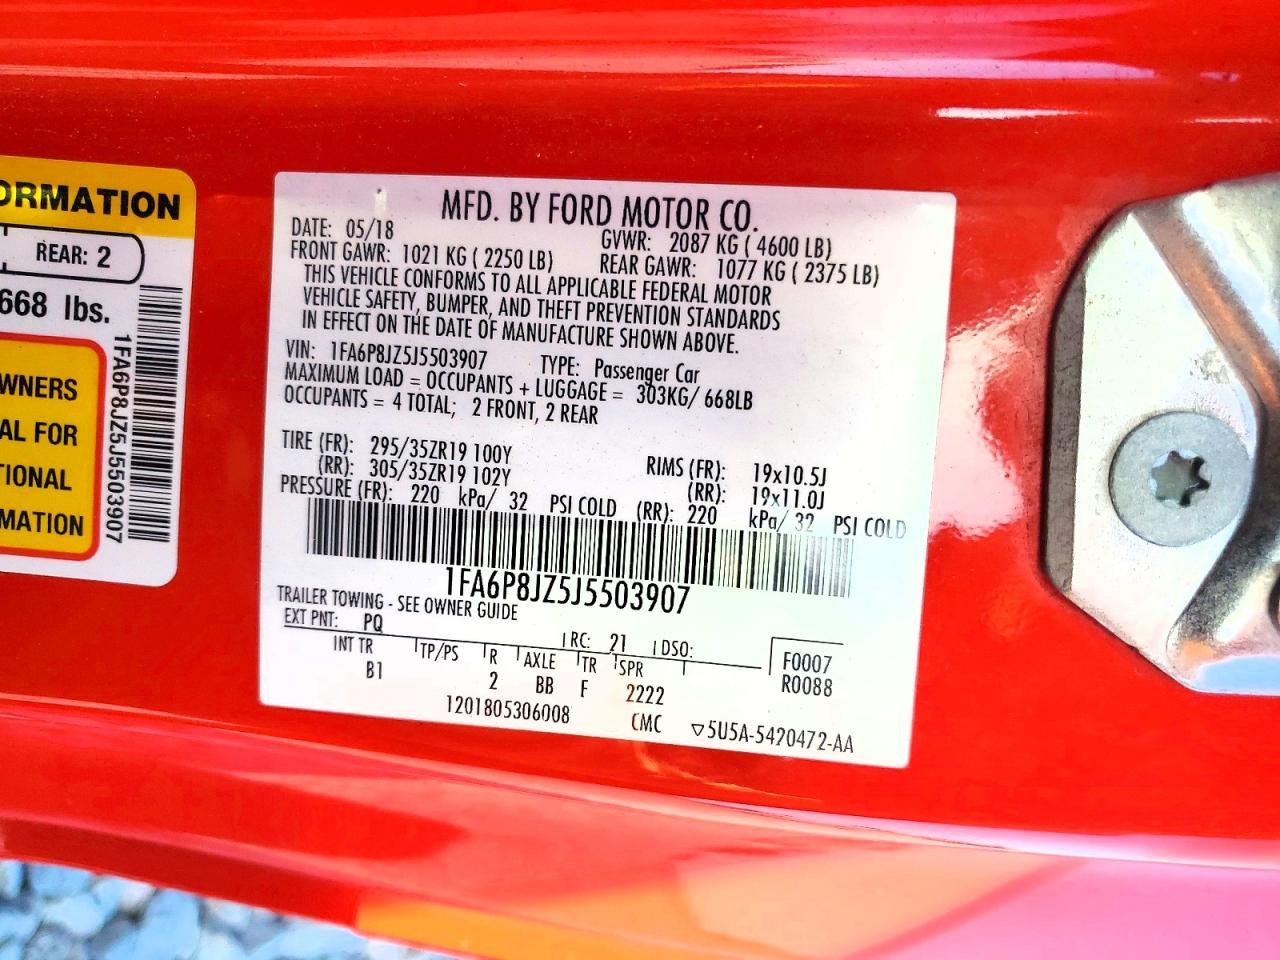 ORMATION
REAR: 2
668 lbs.
WNERS
AL FOR
TIONAL
MATION
1FA6P8JZ5J5503907
MFD. BY FORD MOTOR CO.
DATE: 05/18 GVWR: 2087 KG ( 4600 LB)
FRONT GAWR: 1021 KG ( 2250 LB) REAR GAWR: 1077 KG ( 2375 LB)
THIS VEHICLE CONFORMS TO ALL APPLICABLE FEDERAL MOTOR
VEHICLE SAFETY, BUMPER, AND THEFT PREVENTION STANDARDS
IN EFFECT ON THE DATE OF MANUFACTURE SHOWN ABOVE.
VIN: 1FA6P8JZ5J5503907 TYPE: Passenger Car
MAXIMUM LOAD = OCCUPANTS + LUGGAGE = 303KG/ 668LB
OCCUPANTS = 4 TOTAL; 2 FRONT, 2 REAR
TIRE (FR): 295/35ZR19 100Y RIMS (FR): 19x10.5J
(RR): 305/35ZR19 102Y (RR): 19x11.0J
PRESSURE (FR): 220 kPa/ 32 PSI COLD (RR): 220 kPa/ 32 PSI COLD
1FA6P8JZ5J5503907
TRAILER TOWING - SEE OWNER GUIDE
EXT PNT: PQ RC: 21 DSO:
INT TR TP/PS R AXLE TR SPR F0007
B1 2 BB F 2222 R0088
1201805306008 CMC ▽5U5A-5420472-AA